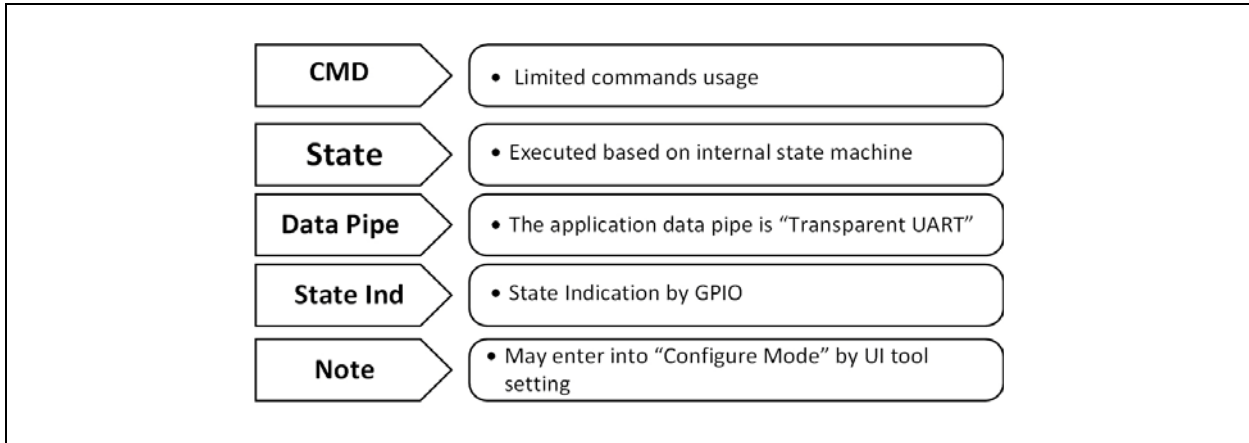 CMD
• Limited commands usage
State
• Executed based on internal state machine
Data Pipe
• The application data pipe is “Transparent UART”
State Ind
• State Indication by GPIO
Note
• May enter into “Configure Mode” by UI tool
setting